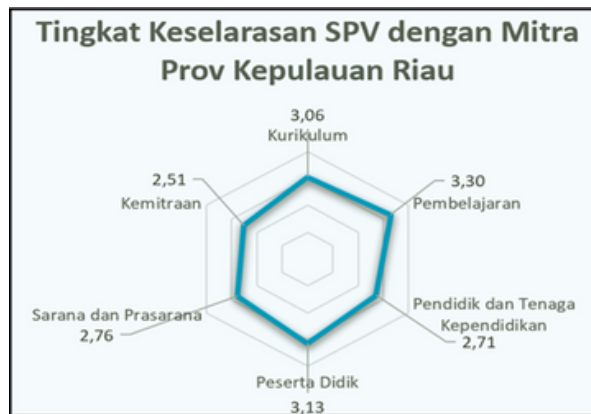 Tingkat Keselarasan SPV dengan Mitra
Prov Kepulauan Riau
3,06
Kurikulum
3,30
Pembelajaran
Pendidik dan Tenaga
Kependidikan
2,71
Peserta Didik
3,13
Sarana dan Prasarana
2,76
2,51
Kemitraan